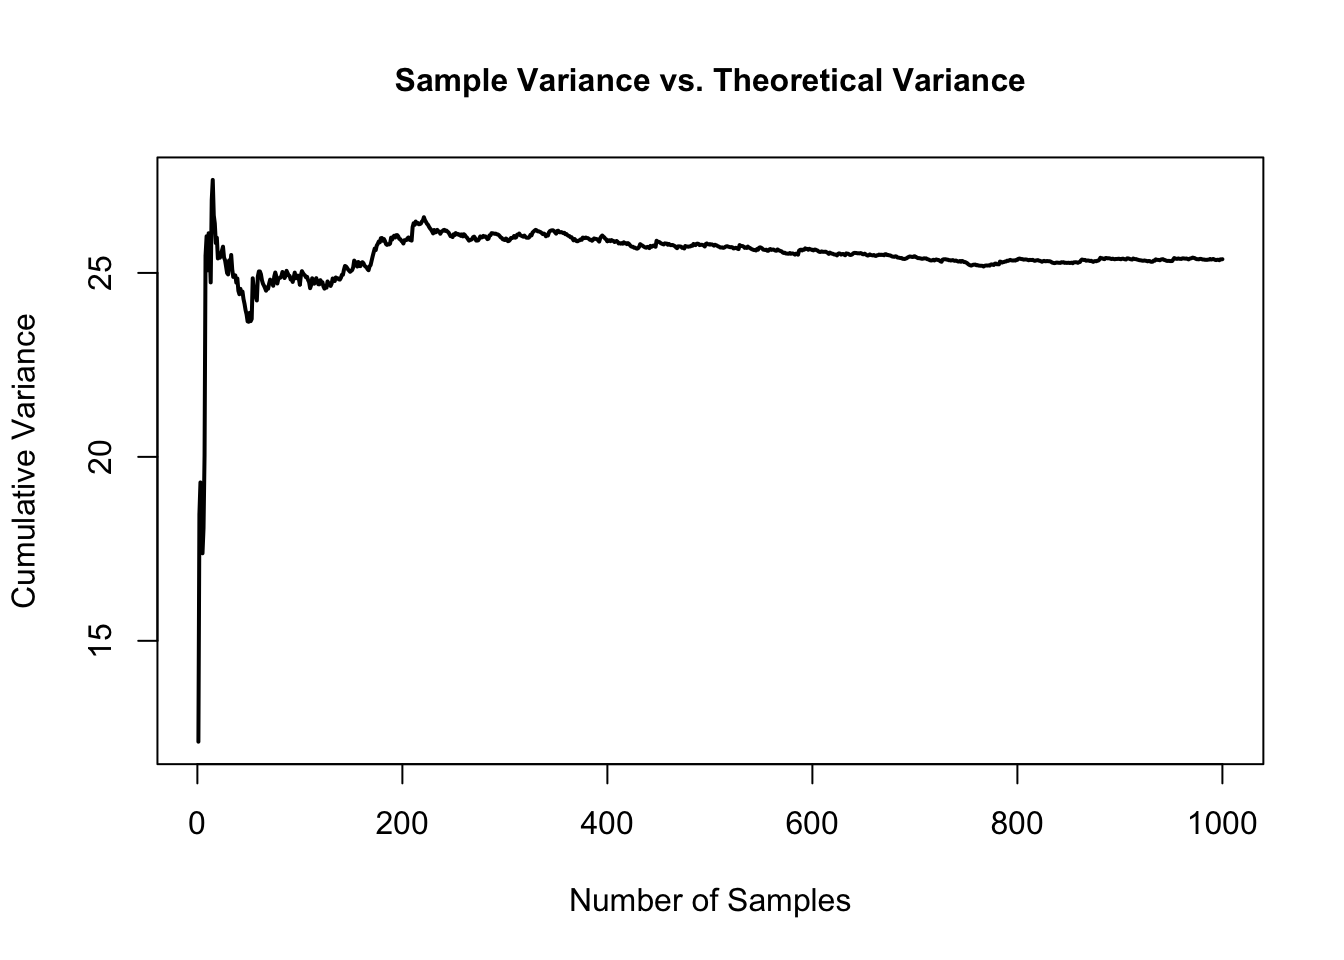 Sample Variance vs. Theoretical Variance
Cumulative Variance
25
20
15
0 200 400 600 800 1000
Number of Samples